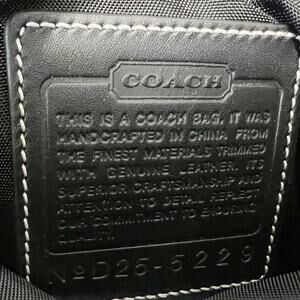 COACH
THIS IS A COACH BAG. IT WAS
HANDCRAFTED IN CHINA FROM
THE FINEST MATERIALS TRIMMED
WITH GENUINE LEATHER. ITS
SUPERIOR CRAFTSMANSHIP AND
ATTENTION TO DETAIL REFLECT
OUR COMMITMENT TO ENDURING
QUALITY.
NoD25-5229